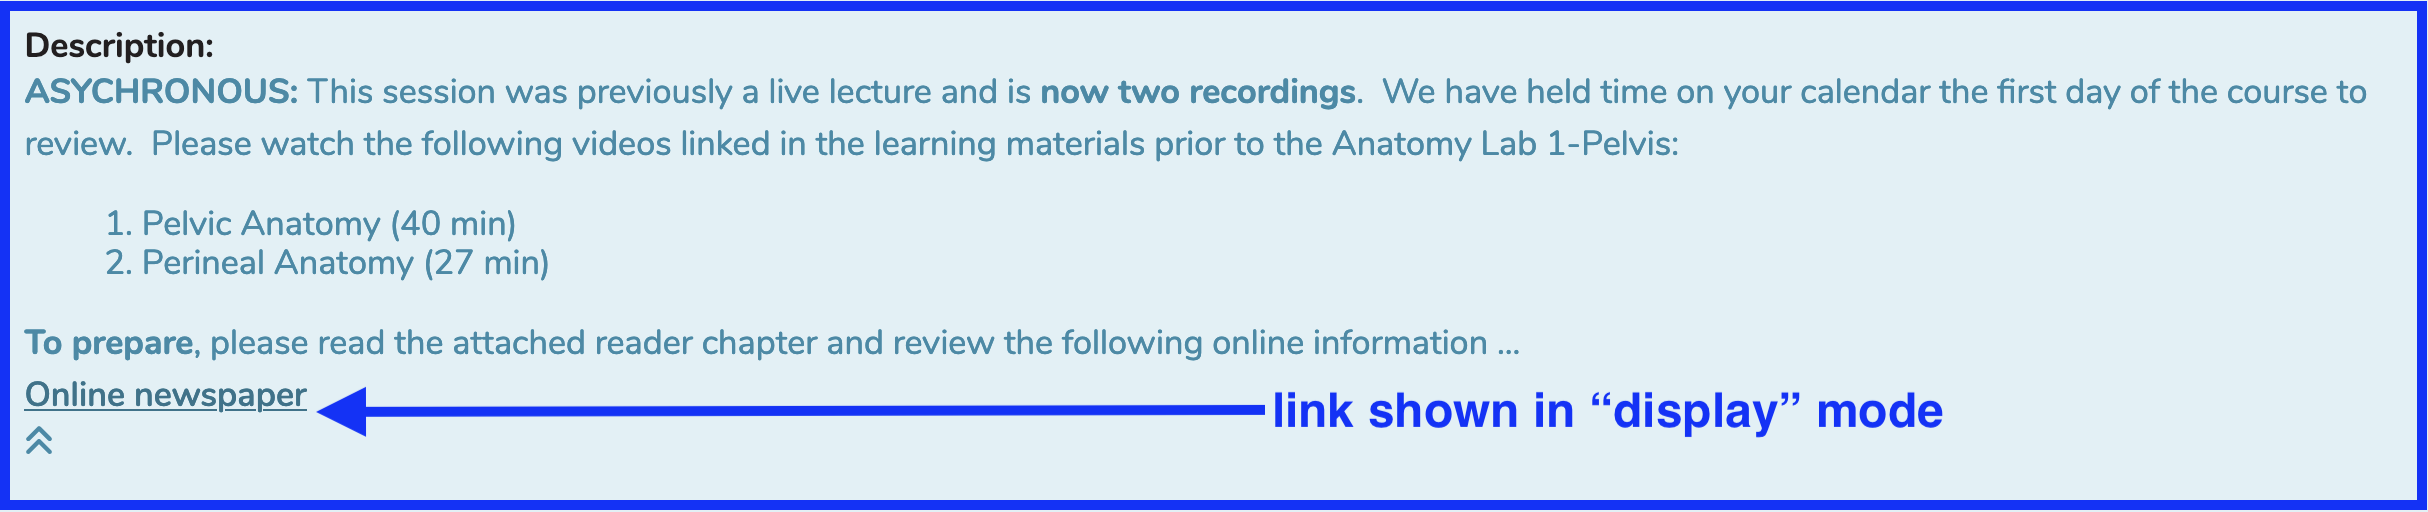 Description:
ASYCHRONOUS: This session was previously a live lecture and is now two recordings.  We have held time on your calendar the first day of the course to
review.  Please watch the following videos linked in the learning materials prior to the Anatomy Lab 1-Pelvis:
1. Pelvic Anatomy (40 min)
2. Perineal Anatomy (27 min)
To prepare, please read the attached reader chapter and review the following online information ...
Online newspaper
link shown in “display” mode